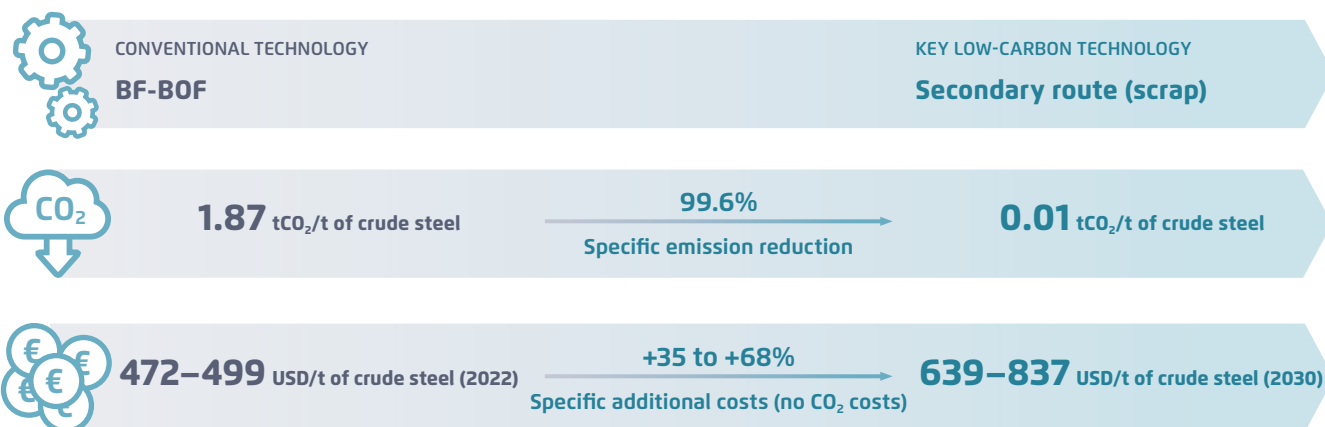 CONVENTIONAL TECHNOLOGY
KEY LOW-CARBON TECHNOLOGY
BF-BOF
Secondary route (scrap)
CO₂
1.87 tCO₂/t of crude steel
99.6%
Specific emission reduction
0.01 tCO₂/t of crude steel
€
€
€
€
€
472–499 USD/t of crude steel (2022)
+35 to +68%
Specific additional costs (no CO₂ costs)
639–837 USD/t of crude steel (2030)